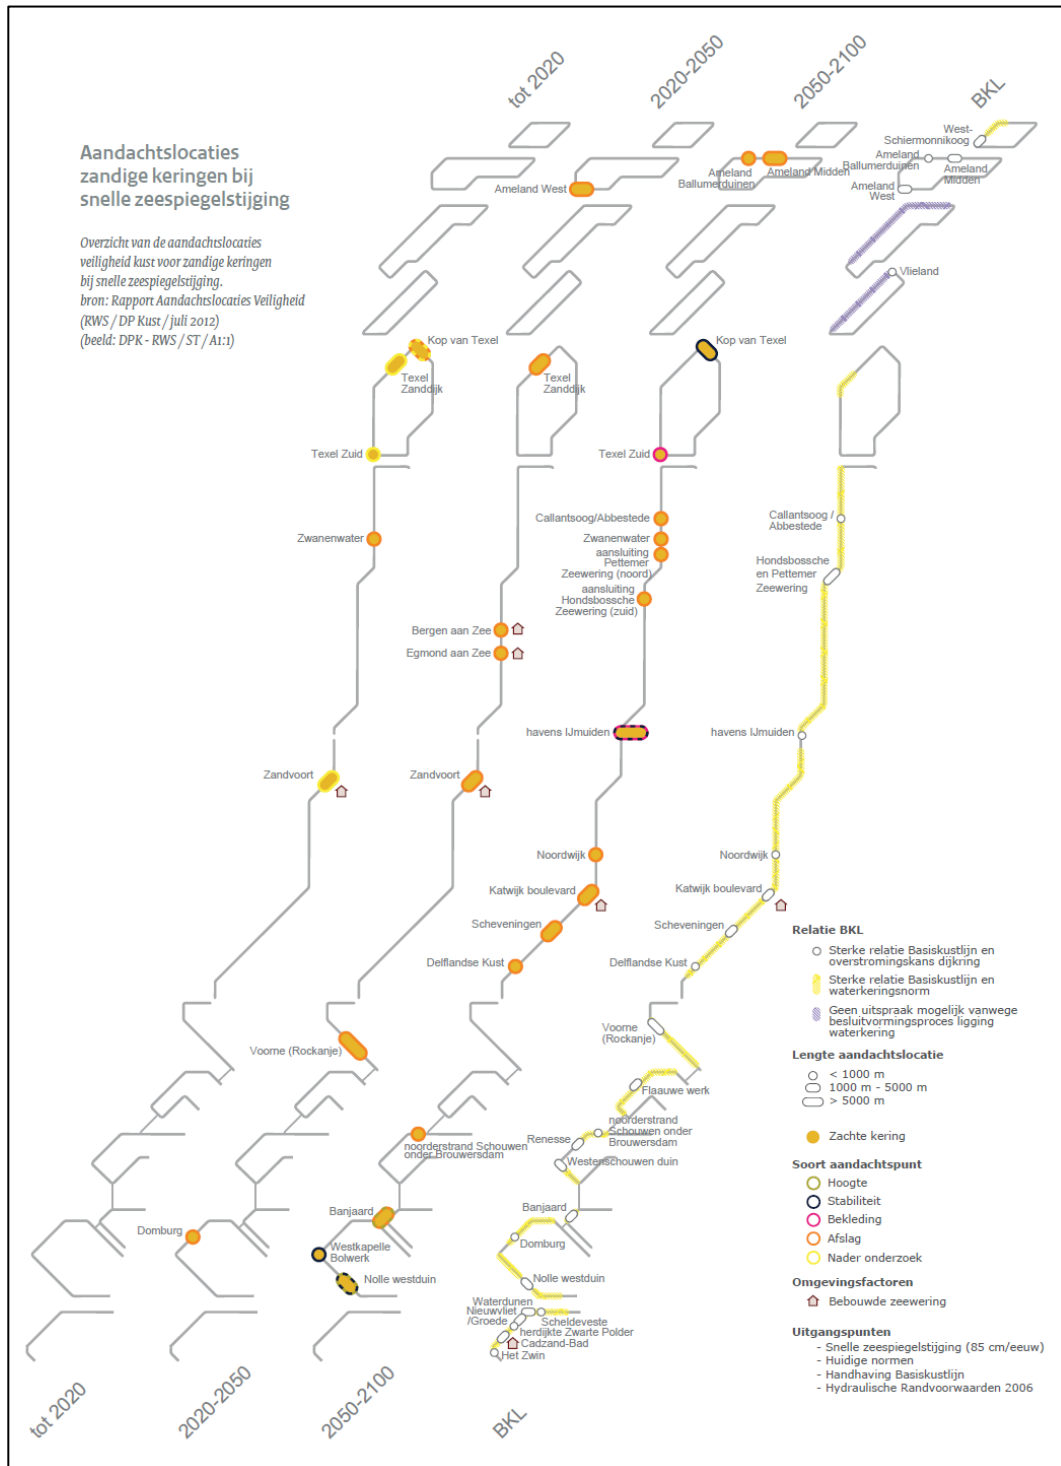 tot 2020
2020-2050
2050-2100
BKL
Aandachtslocaties
zandige keringen bij
snelle zeespiegelstijging
Overzicht van de aandachtslocaties
veiligheid kust voor zandige keringen
bij snelle zeespiegelstijging.
bron: Rapport Aandachtslocaties Veiligheid
(RWS / DP Kust / juli 2012)
(beeld: DPK - RWS / ST / A1:1)
West-
Schiermonnikoog
Ameland West
Ameland
Ballumerduinen
Ameland Midden
Ameland
Ballumerduinen
Ameland
Midden
Ameland
West
Vlieland
Kop van Texel
Texel
Zanddijk
Texel
Zanddijk
Kop van Texel
Texel Zuid
Texel Zuid
Zwanenwater
Callantsoog/Abbestede
Zwanenwater
aansluiting
Pettemer
Zeewering (noord)
aansluiting
Hondsbossche
Zeewering (zuid)
Callantsoog /
Abbestede
Hondsbossche
en Pettemer
Zeewering
Bergen aan Zee
Egmond aan Zee
havens IJmuiden
havens IJmuiden
Zandvoort
Zandvoort
Noordwijk
Noordwijk
Katwijk boulevard
Katwijk boulevard
Scheveningen
Scheveningen
Delflandse Kust
Delflandse Kust
Voorne (Rockanje)
Voorne
(Rockanje)
Flaauwe werk
noorderstrand Schouwen
onder Brouwersdam
noorderstrand
Schouwen onder
Brouwersdam
Renesse
Westenschouwen duin
Domburg
Banjaard
Westkapelle
Bolwerk
Nolle westduin
Banjaard
Domburg
Nolle westduin
Waterdunen
Nieuwvliet
/Groede
Scheldeveste
herdijkte Zwarte Polder
Cadzand-Bad
Het Zwin
Relatie BKL
Sterke relatie Basiskustlijn en
overstromingskans dijkring
Sterke relatie Basiskustlijn en
waterkeringsnorm
Geen uitspraak mogelijk vanwege
besluitvormingsproces ligging
waterkering
Lengte aandachtslocatie
< 1000 m
1000 m - 5000 m
> 5000 m
Zachte kering
Soort aandachtspunt
Hoogte
Stabiliteit
Bekleding
Afslag
Nader onderzoek
Omgevingsfactoren
Bebouwde zeewering
Uitgangspunten
- Snelle zeespiegelstijging (85 cm/eeuw)
- Huidige normen
- Handhaving Basiskustlijn
- Hydraulische Randvoorwaarden 2006
tot 2020
2020-2050
2050-2100
BKL